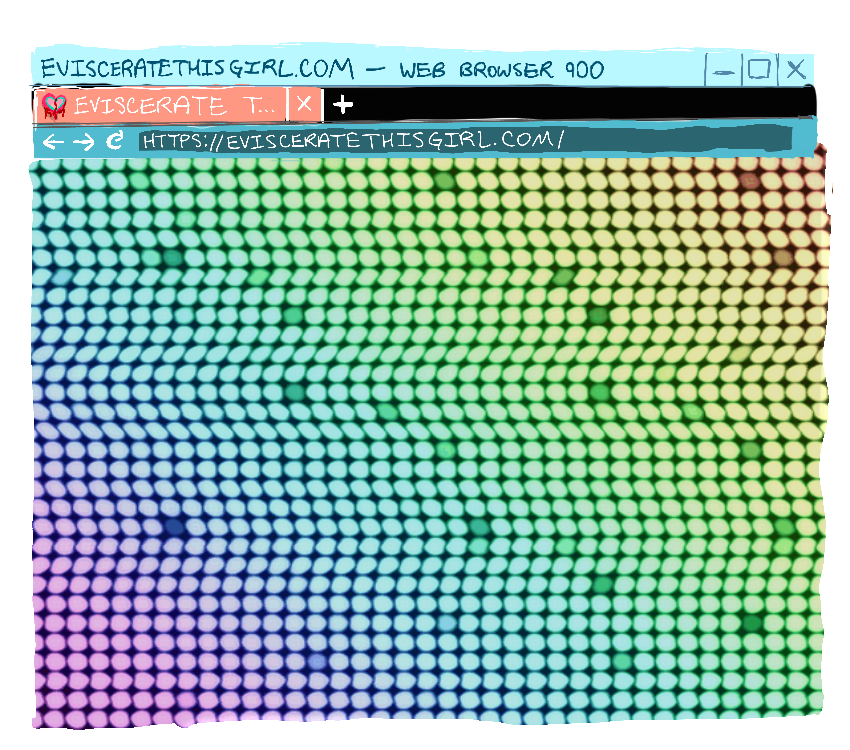 EVISCERATETHISGIRL.COM — WEB BROWSER 900
EVISCERATE T...
HTTPS://EVISCERATETHISGIRL.COM/